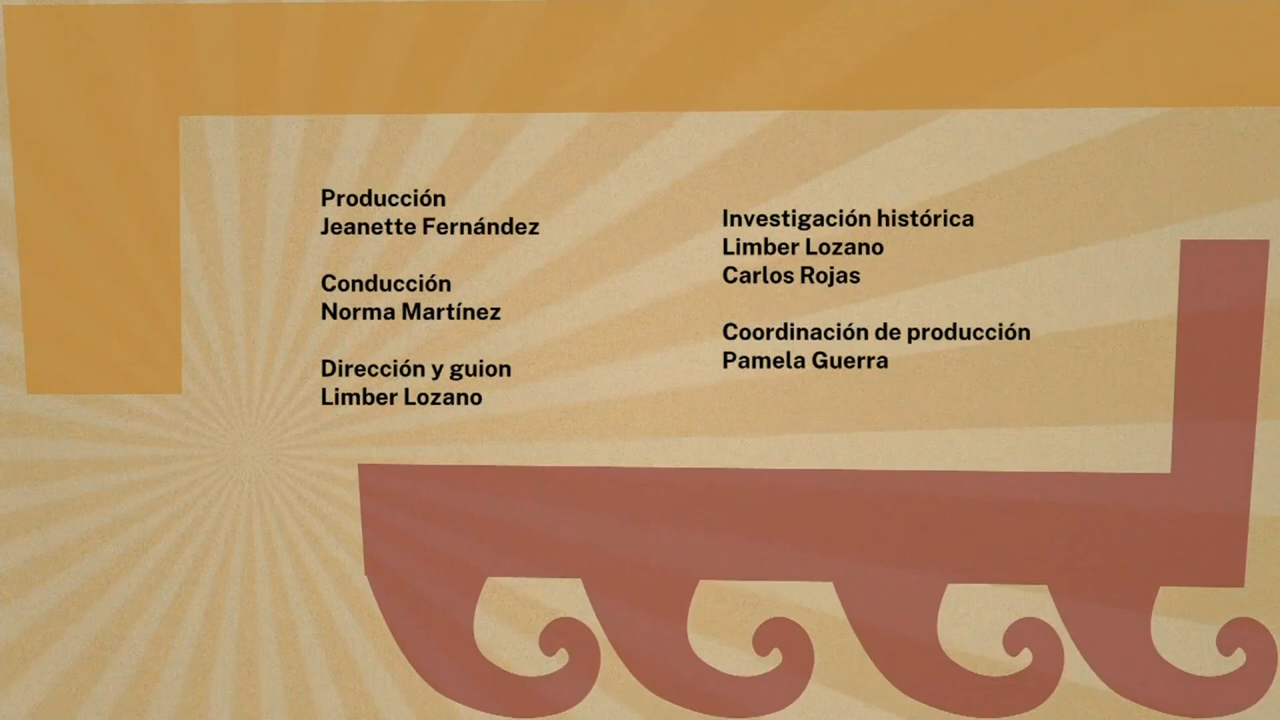 Producción
Jeanette Fernández
Conducción
Norma Martínez
Dirección y guion
Limber Lozano
Investigación histórica
Limber Lozano
Carlos Rojas
Coordinación de producción
Pamela Guerra